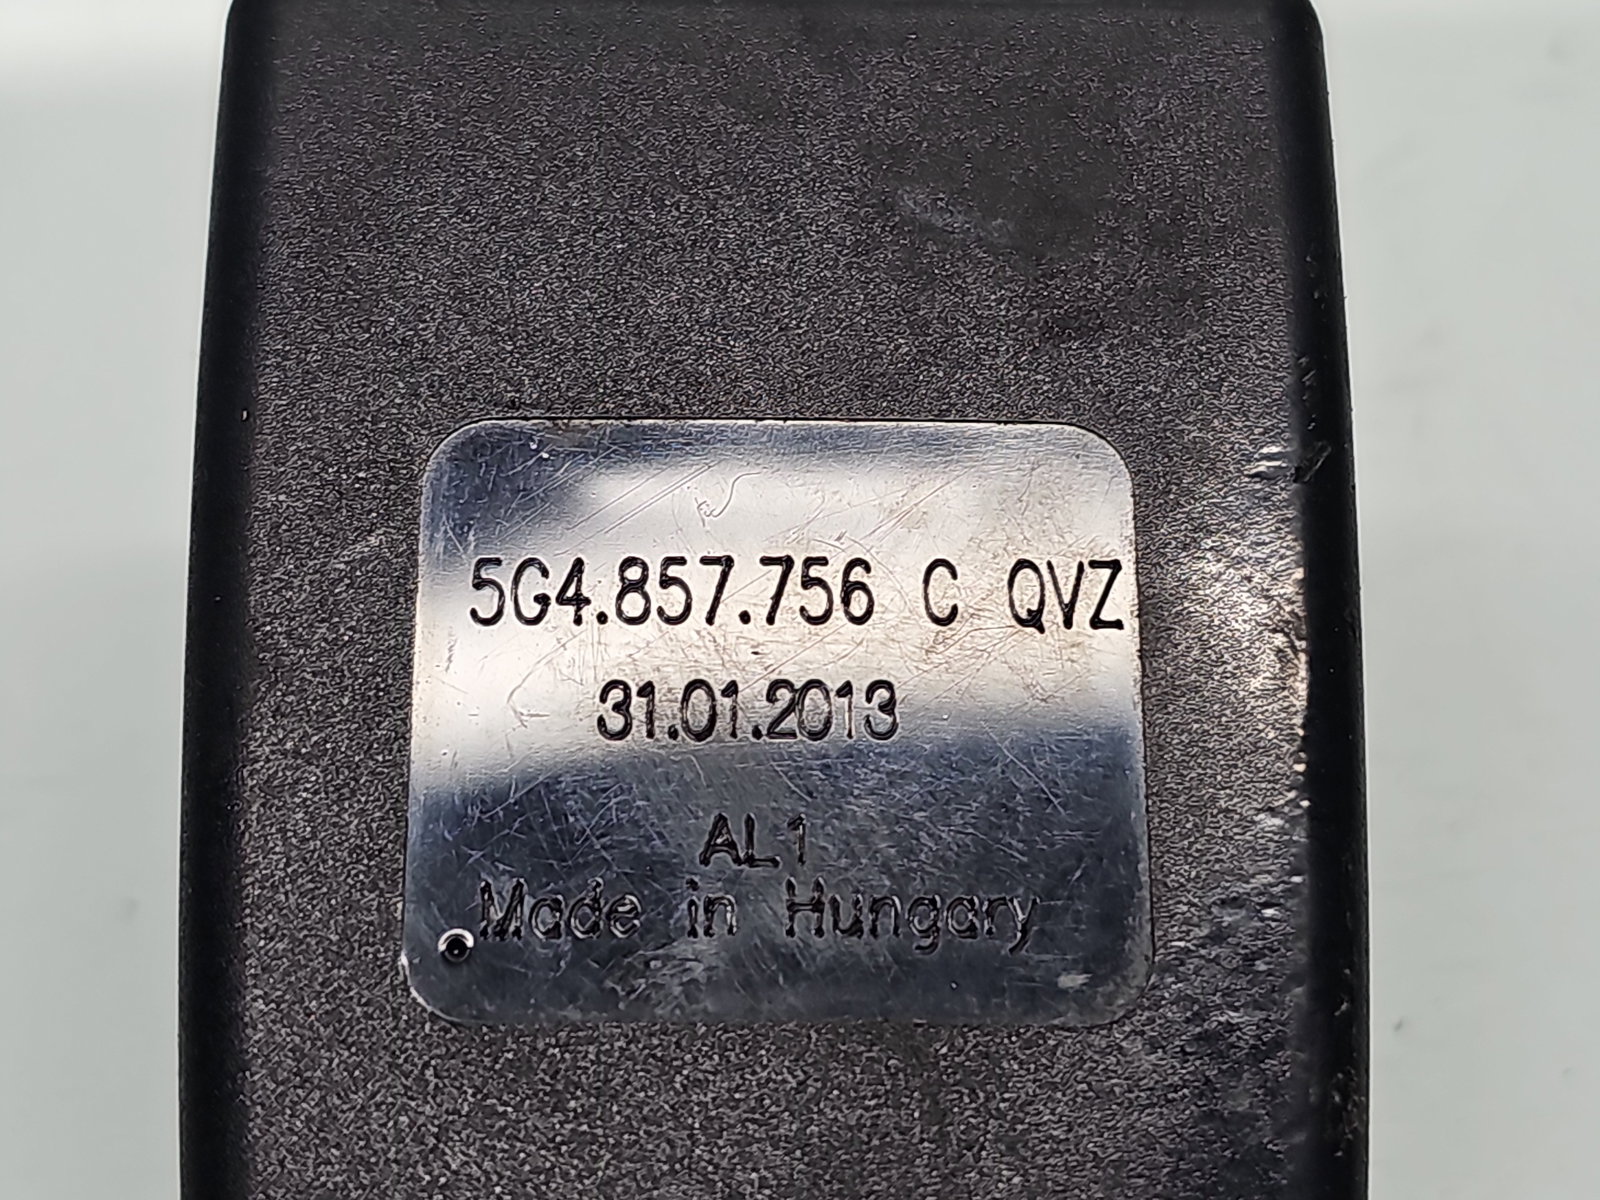 5G4.857.756 C QVZ
31.01.2013
AL1
Made in Hungary